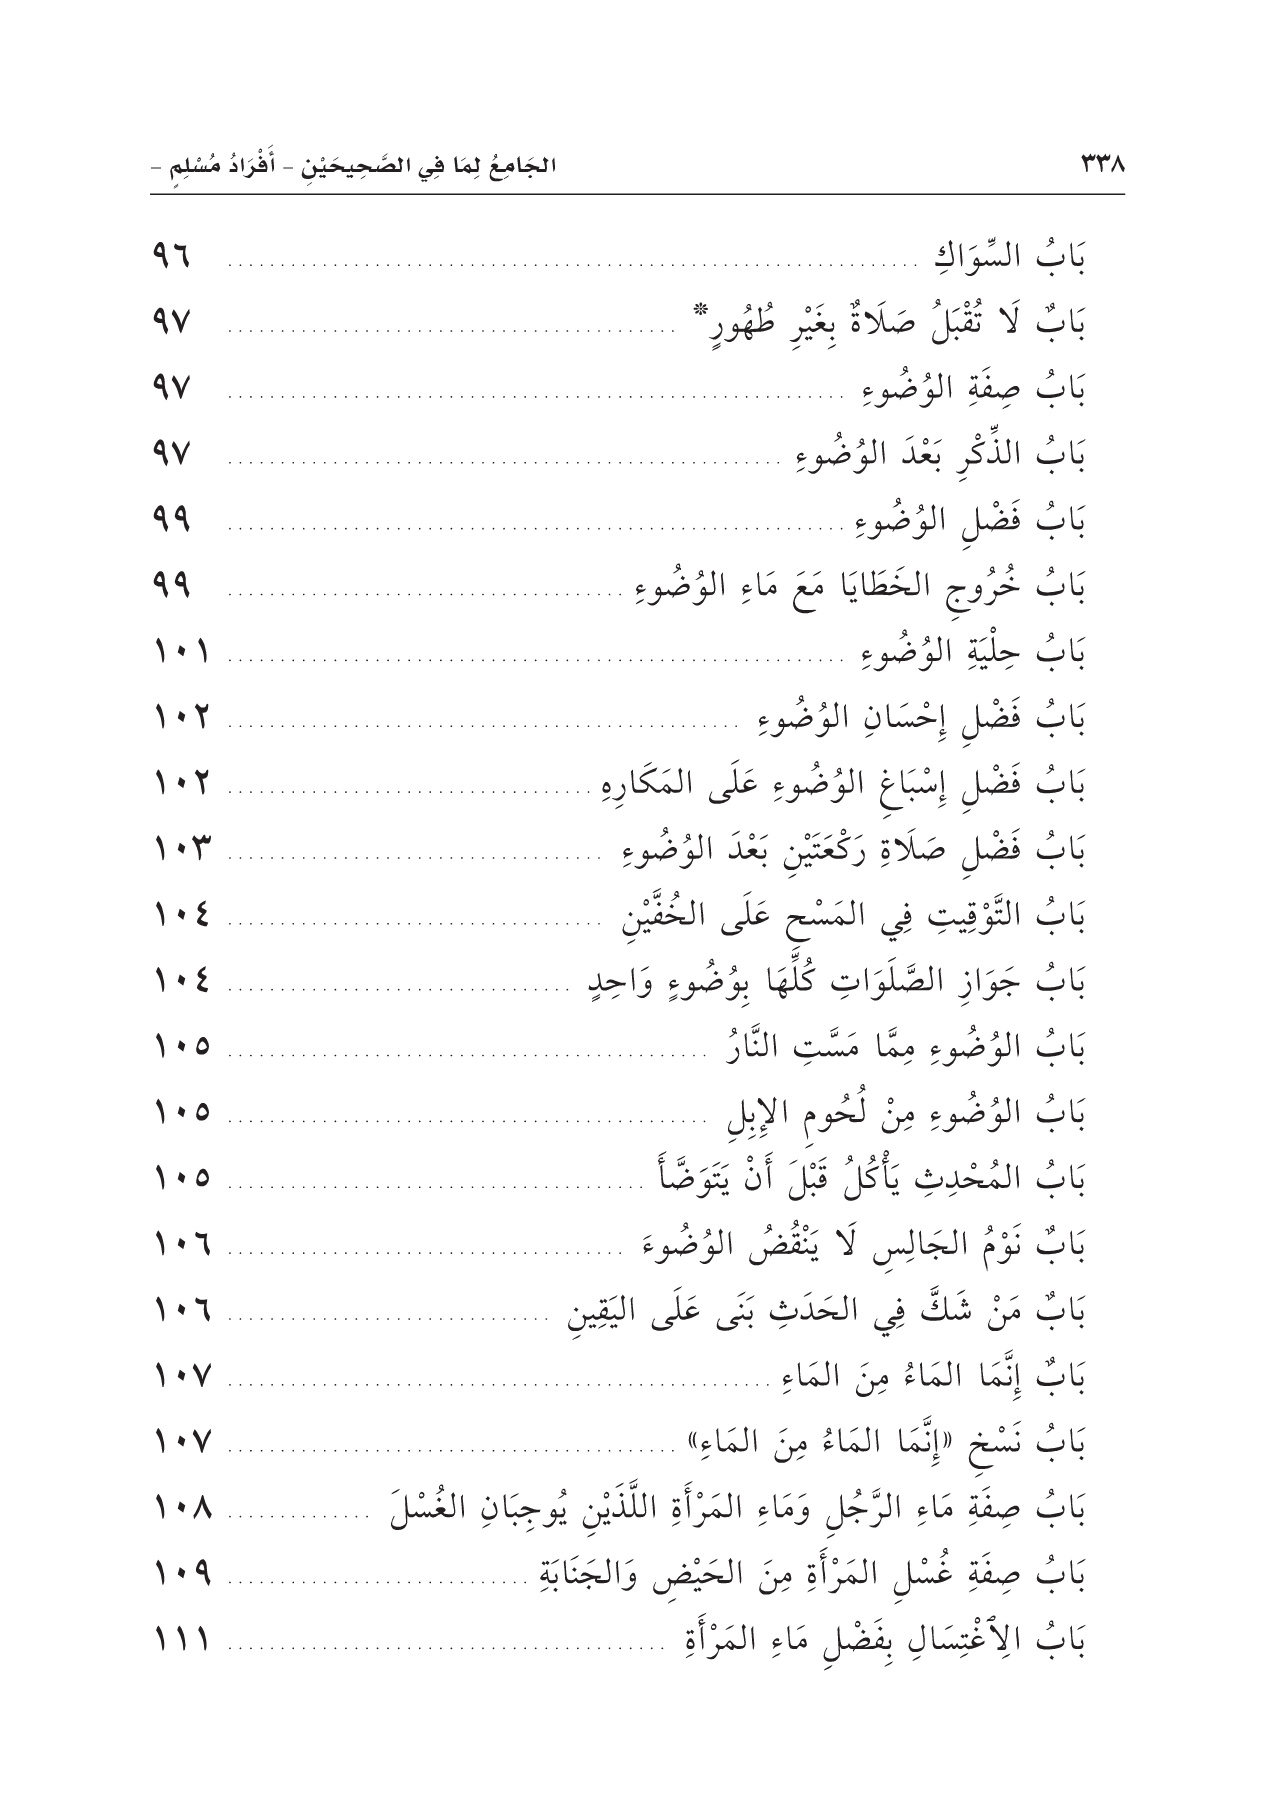 ٣٣٨ الجَامِعُ لِمَا فِي الصَّحِيحَيْنِ – أَفْرَادُ مُسْلِمٍ –
بَابُ السِّوَاكِ ................ ٩٦
بَابٌ لَا تُقْبَلُ صَلَاةٌ بِغَيْرِ طُهُورٍ* ................ ٩٧
بَابُ صِفَةِ الوُضُوءِ ................ ٩٧
بَابُ الذِّكْرِ بَعْدَ الوُضُوءِ ................ ٩٧
بَابُ فَضْلِ الوُضُوءِ ................ ٩٩
بَابُ خُرُوجِ الخَطَايَا مَعَ مَاءِ الوُضُوءِ ................ ٩٩
بَابُ حِلْيَةِ الوُضُوءِ ................ ١٠١
بَابُ فَضْلِ إِحْسَانِ الوُضُوءِ ................ ١٠٢
بَابُ فَضْلِ إِسْبَاغِ الوُضُوءِ عَلَى المَكَارِهِ ................ ١٠٢
بَابُ فَضْلِ صَلَاةِ رَكْعَتَيْنِ بَعْدَ الوُضُوءِ ................ ١٠٣
بَابُ التَّوْقِيتِ فِي المَسْحِ عَلَى الخُفَّيْنِ ................ ١٠٤
بَابُ جَوَازِ الصَّلَوَاتِ كُلِّهَا بِوُضُوءٍ وَاحِدٍ ................ ١٠٤
بَابُ الوُضُوءِ مِمَّا مَسَّتِ النَّارُ ................ ١٠٥
بَابُ الوُضُوءِ مِنْ لُحُومِ الإِبِلِ ................ ١٠٥
بَابُ المُحْدِثِ يَأْكُلُ قَبْلَ أَنْ يَتَوَضَّأَ ................ ١٠٥
بَابٌ نَوْمُ الجَالِسِ لَا يَنْقُضُ الوُضُوءَ ................ ١٠٦
بَابٌ مَنْ شَكَّ فِي الحَدَثِ بَنَى عَلَى اليَقِينِ ................ ١٠٦
بَابٌ إِنَّمَا المَاءُ مِنَ المَاءِ ................ ١٠٧
بَابُ نَسْخِ «إِنَّمَا المَاءُ مِنَ المَاءِ» ................ ١٠٧
بَابُ صِفَةِ مَاءِ الرَّجُلِ وَمَاءِ المَرْأَةِ اللَّذَيْنِ يُوجِبَانِ الغُسْلَ ................ ١٠٨
بَابُ صِفَةِ غُسْلِ المَرْأَةِ مِنَ الحَيْضِ وَالجَنَابَةِ ................ ١٠٩
بَابُ الِاغْتِسَالِ بِفَضْلِ مَاءِ المَرْأَةِ ................ ١١١